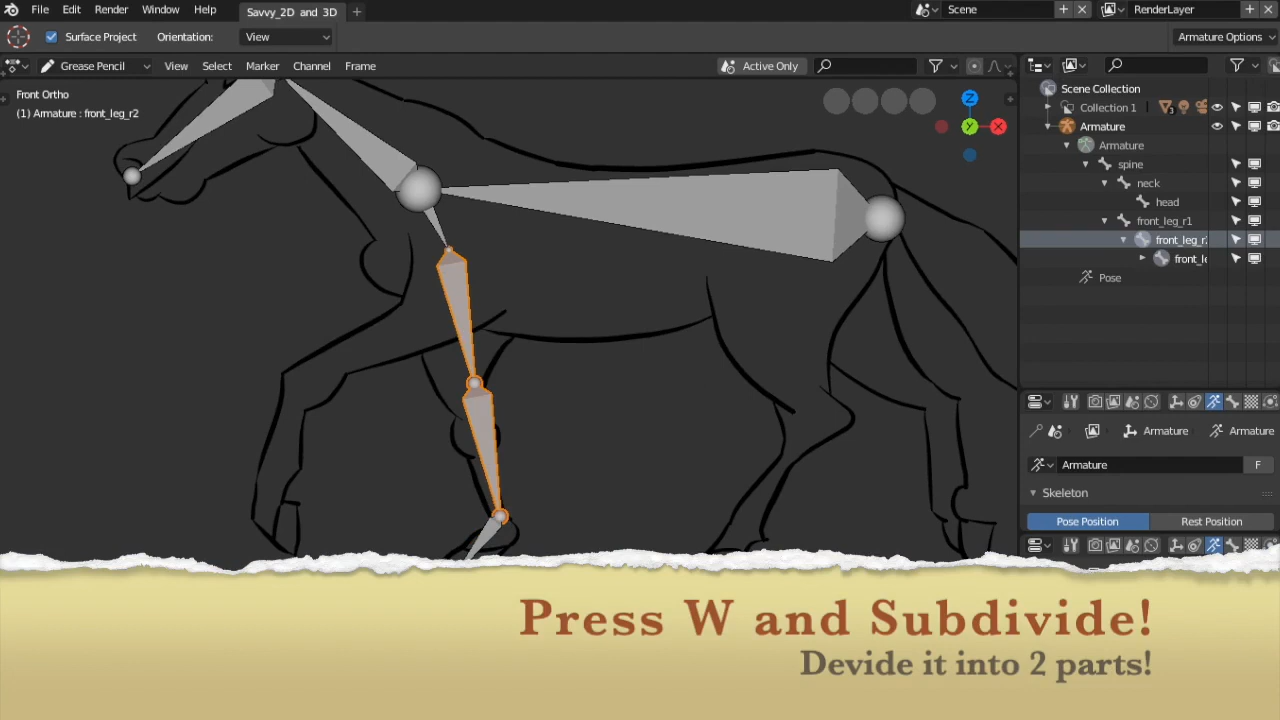 File Edit Render Window Help Savvy_2D and 3D Scene RenderLayer
Surface Project Orientation: View Armature Options
Grease Pencil View Select Marker Channel Frame Active Only
Front Ortho
(1) Armature : front_leg_r2
Scene Collection
Collection 1
Armature
Armature
spine
neck
head
front_leg_r1
front_leg_r
front_le
Pose
Armature Armature
Armature F
Skeleton
Pose Position Rest Position
Press W and Subdivide!
Devide it into 2 parts!